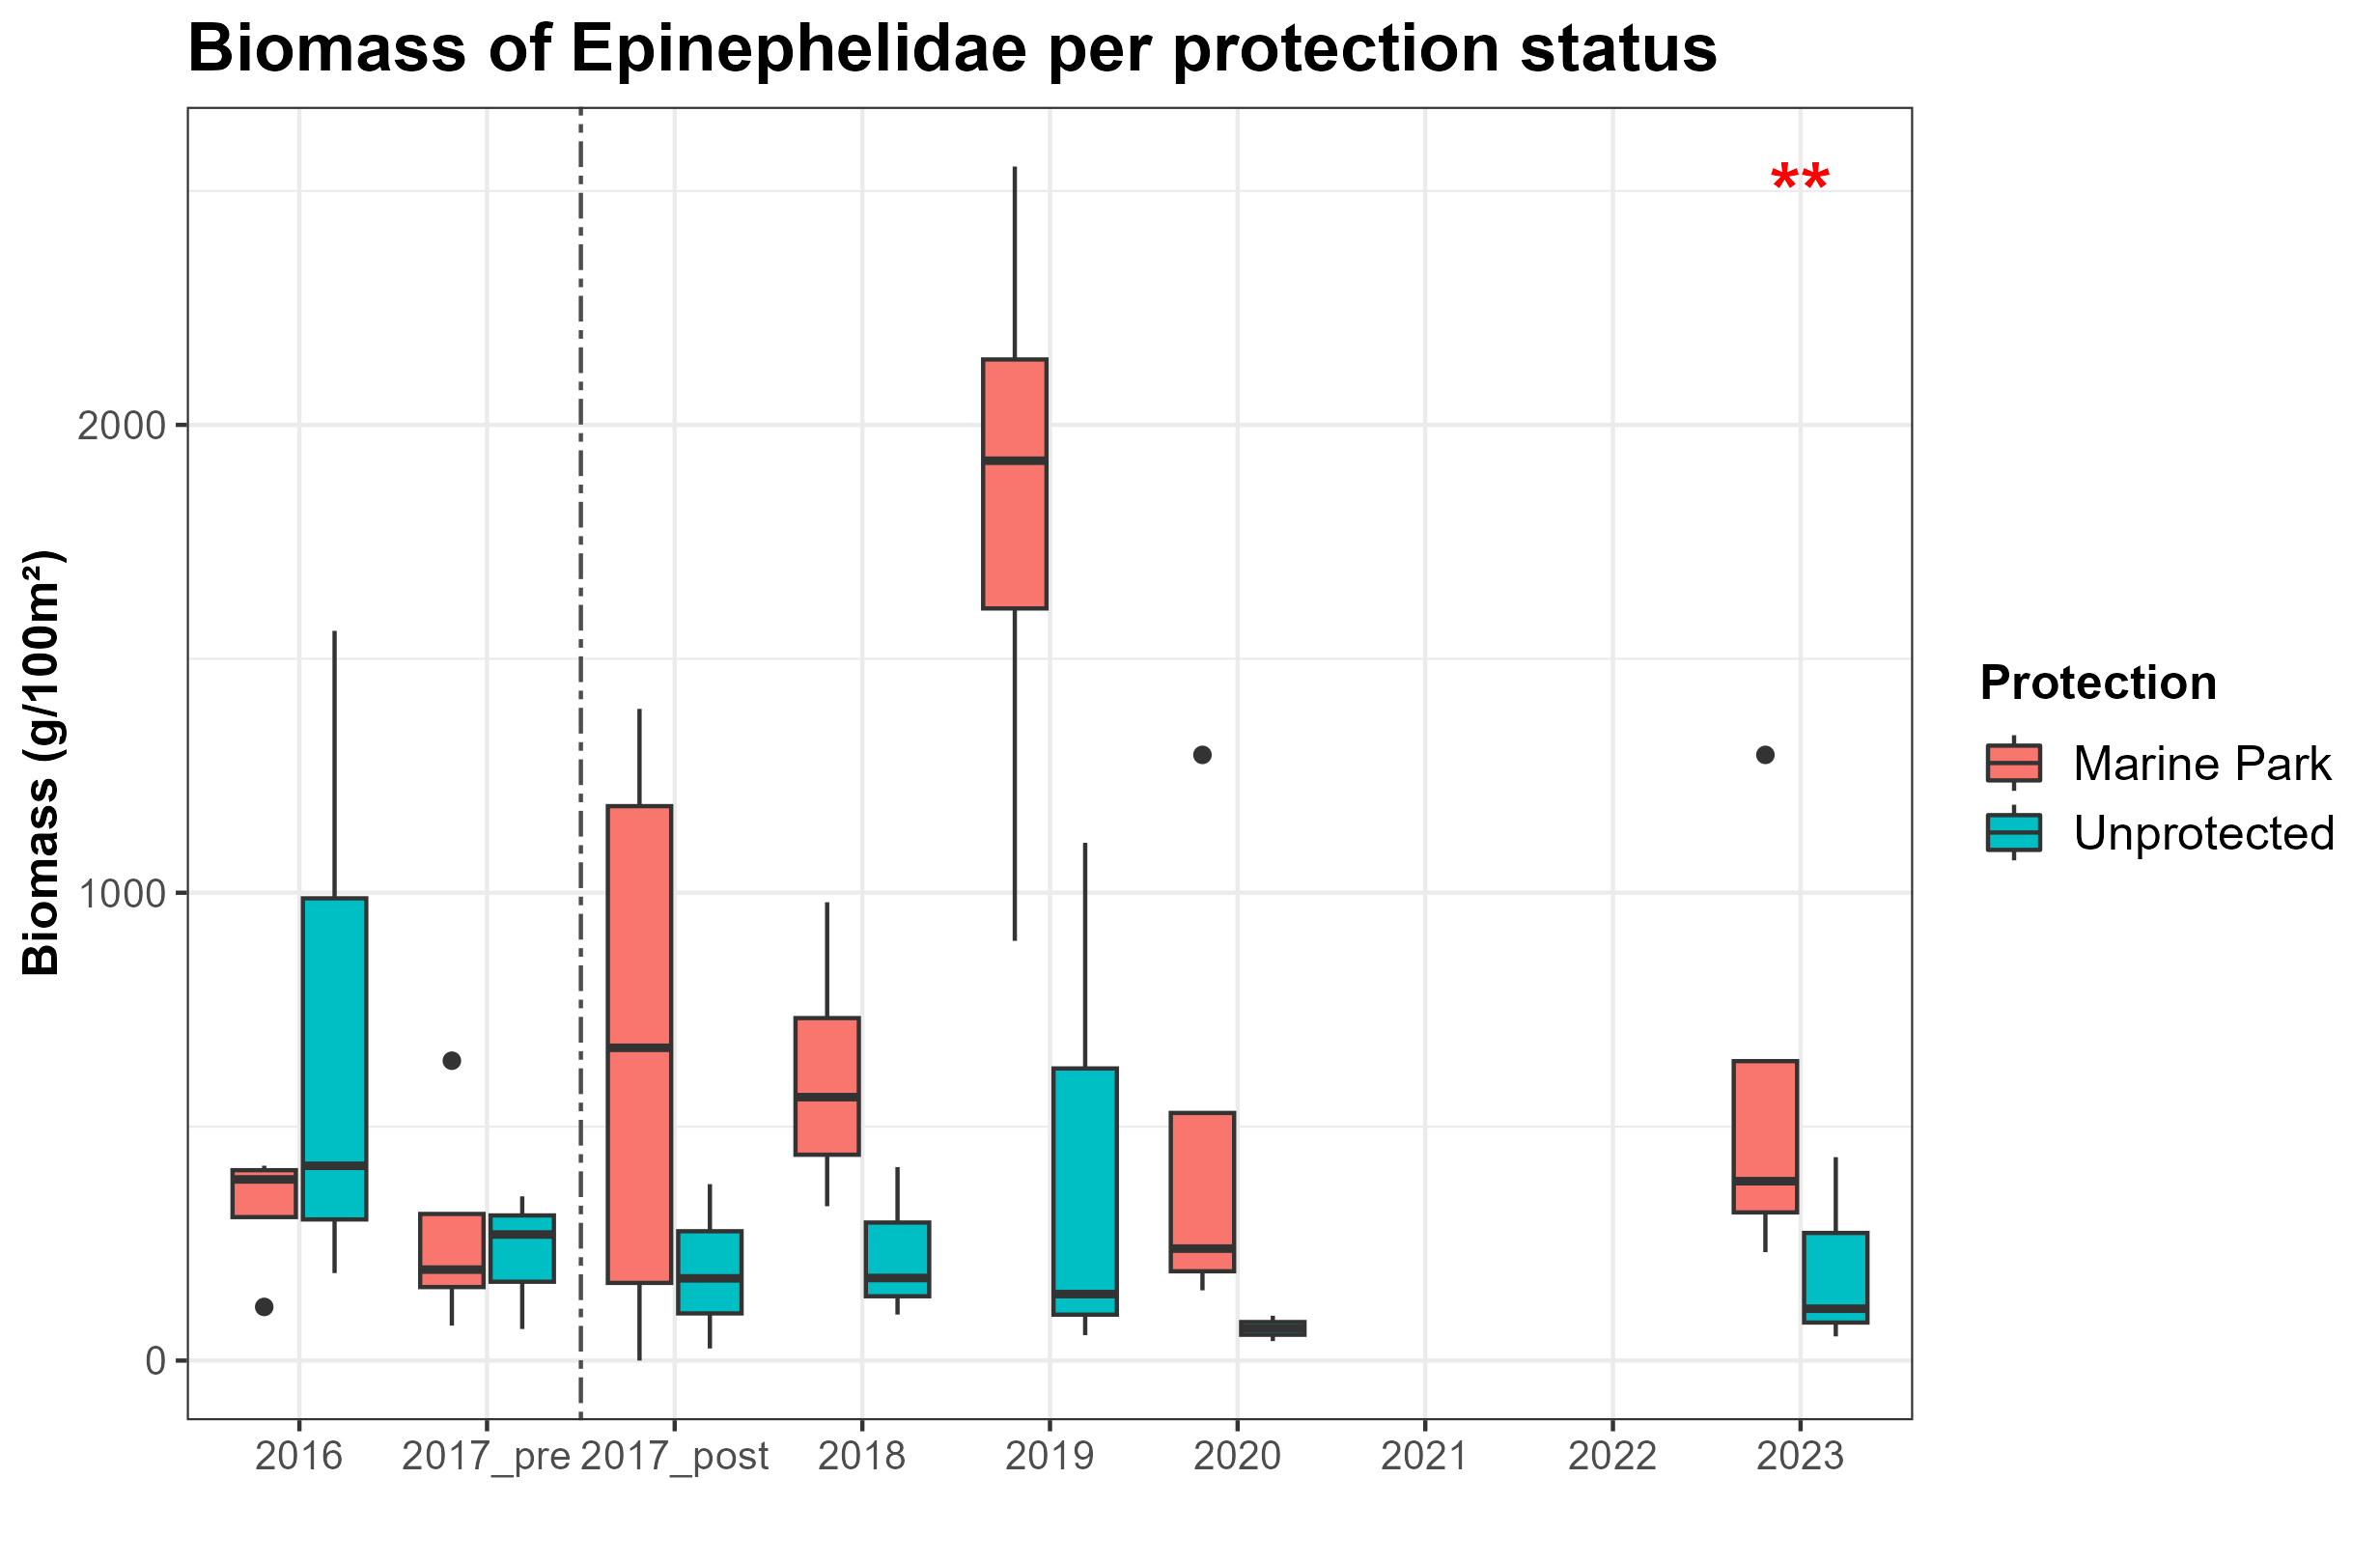 Biomass of Epinephelidae per protection status
**
2000
1000
0
Biomass (g/100m²)
2016
2017_pre
2017_post
2018
2019
2020
2021
2022
2023
Protection
Marine Park
Unprotected